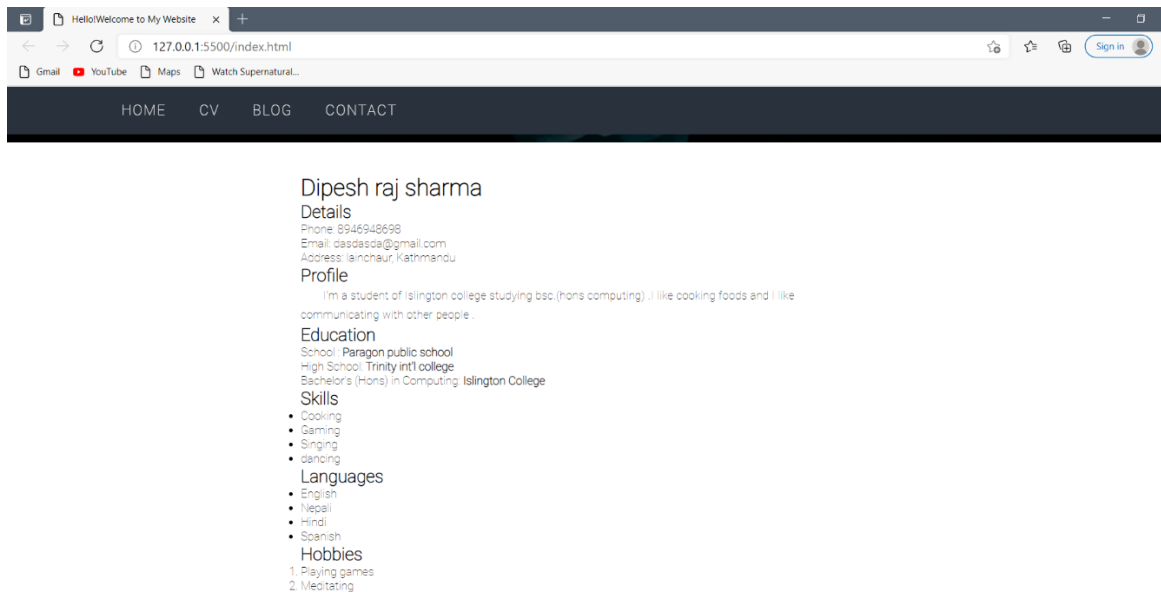 Hello!Welcome to My Website
127.0.0.1:5500/index.html
Sign in
Gmail YouTube Maps Watch Supernatural...
HOME CV BLOG CONTACT
Dipesh raj sharma
Details
Phone: 8946948698
Email: dasdasda@gmail.com
Address: lainchaur, Kathmandu
Profile
i'm a student of Islington college studying bsc.(hons computing) .I like cooking foods and I like
communicating with other people .
Education
School : Paragon public school
High School: Trinity int'l college
Bachelor's (Hons) in Computing: Islington College
Skills
• Cooking
• Gaming
• Singing
• dancing
Languages
• English
• Nepali
• Hindi
• Spanish
Hobbies
1. Playing games
2. Meditating